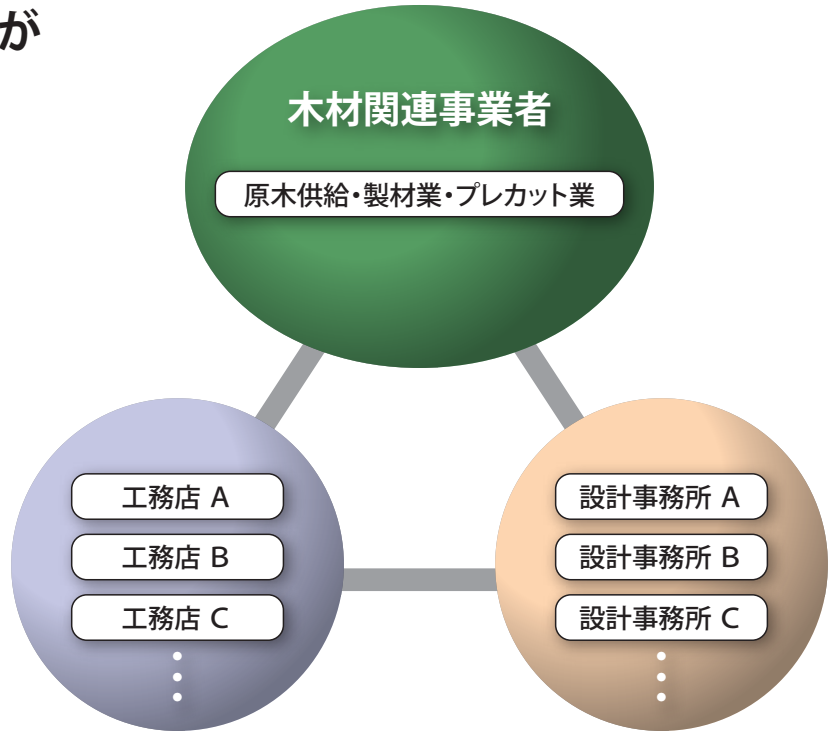 が
木材関連事業者
原木供給・製材業・プレカット業
工務店 A
工務店 B
工務店 C
設計事務所 A
設計事務所 B
設計事務所 C